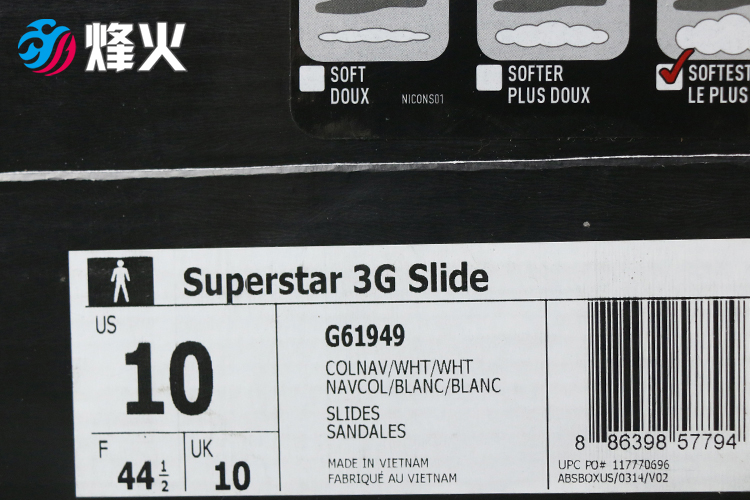 烽火
SOFT
DOUX
NICONS01
SOFTER
PLUS DOUX
SOFTEST
LE PLUS
Superstar 3G Slide
US
10
F
44 1/2
UK
10
G61949
COLNAV/WHT/WHT
NAVCOL/BLANC/BLANC
SLIDES
SANDALES
MADE IN VIETNAM
FABRIQUÉ AU VIETNAM
8 86398 57794
UPC PO# 117770696
ABSBOXUS/0314/V02